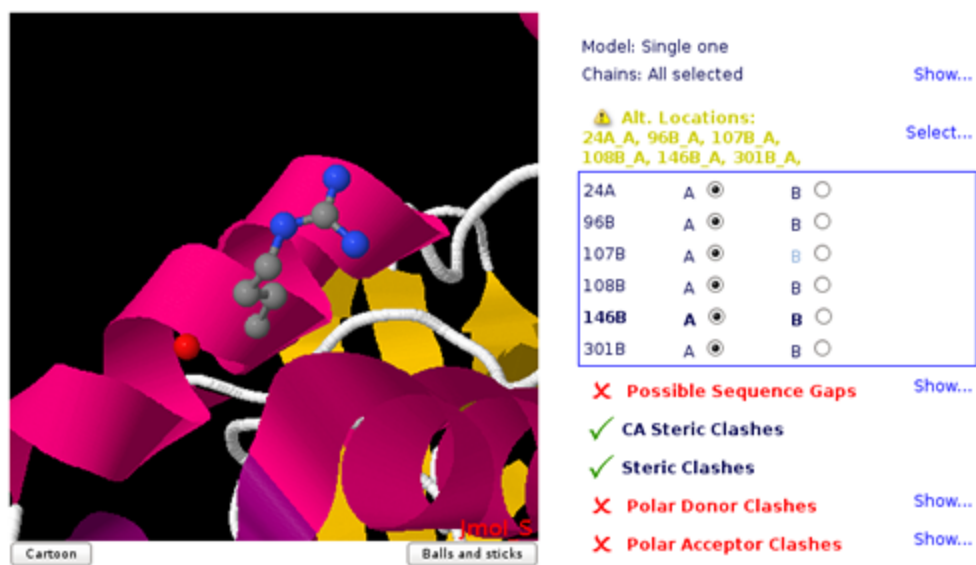 Model: Single one
Chains: All selected Show...
Alt. Locations:
24A_A, 96B_A, 107B_A, Select...
108B_A, 146B_A, 301B_A,
24A A B
96B A B
107B A B
108B A B
146B A B
301B A B
Possible Sequence Gaps Show...
CA Steric Clashes
Steric Clashes
Polar Donor Clashes Show...
Polar Acceptor Clashes Show...
Jmol_S
Cartoon Balls and sticks